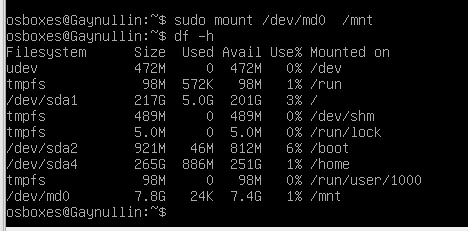 osboxes@Gaynullin:~$ sudo mount /dev/md0  /mnt
osboxes@Gaynullin:~$ df -h
Filesystem      Size  Used Avail Use% Mounted on
udev            472M     0  472M   0% /dev
tmpfs            98M  572K   98M   1% /run
/dev/sda1       217G  5.0G  201G   3% /
tmpfs           489M     0  489M   0% /dev/shm
tmpfs           5.0M     0  5.0M   0% /run/lock
/dev/sda2       921M   46M  812M   6% /boot
/dev/sda4       265G  886M  251G   1% /home
tmpfs            98M     0   98M   0% /run/user/1000
/dev/md0        7.8G   24K  7.4G   1% /mnt
osboxes@Gaynullin:~$